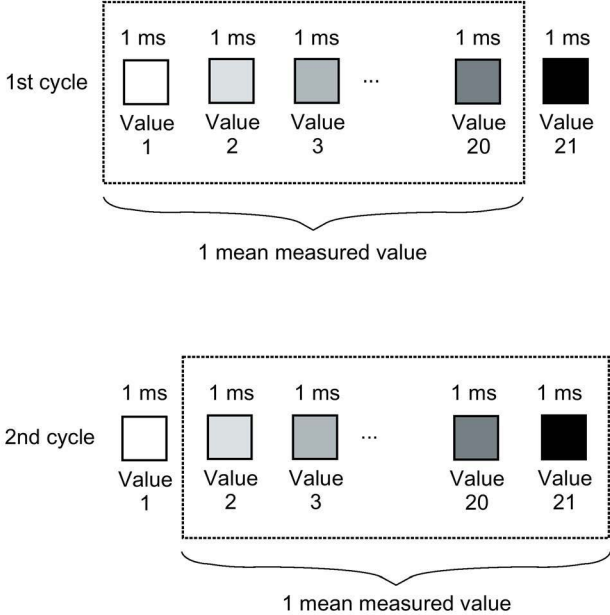 1 ms 1 ms 1 ms 1 ms 1 ms
1st cycle ...
Value Value Value Value Value
1 2 3 20 21
1 mean measured value
1 ms 1 ms 1 ms 1 ms 1 ms
2nd cycle ...
Value Value Value Value Value
1 2 3 20 21
1 mean measured value